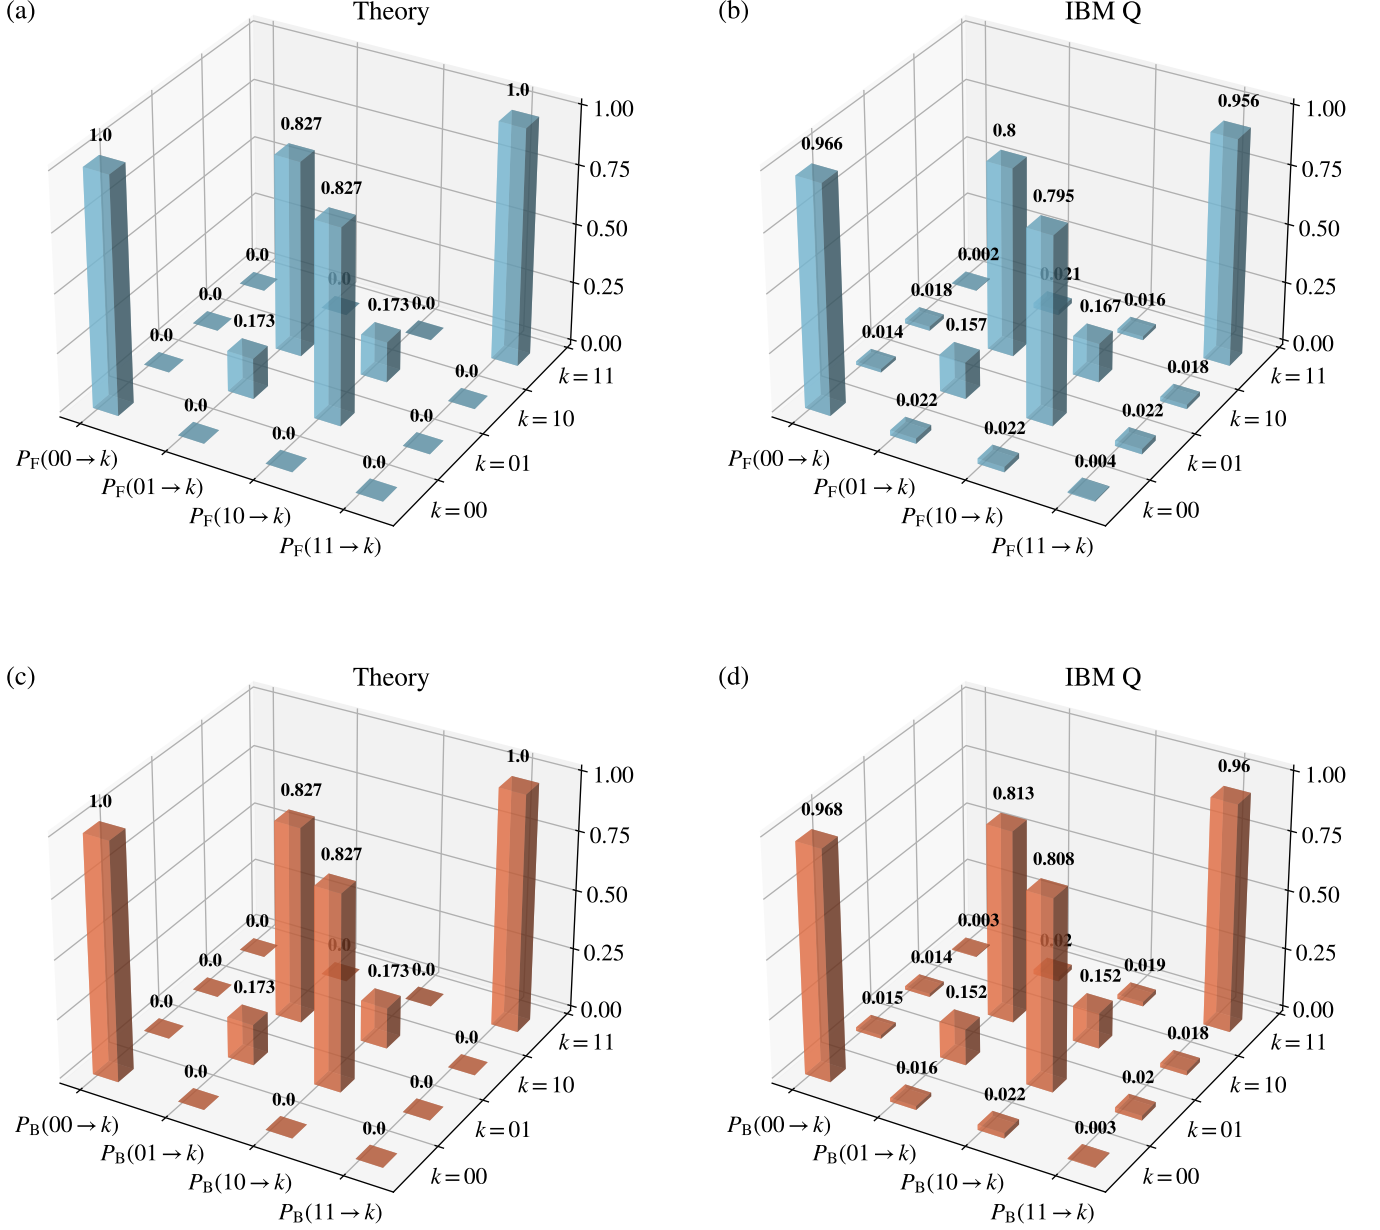 (a)
Theory
1.0
0.827
1.0
0.827
0.0
0.0
0.0
0.173
0.0
0.173
0.0
0.0
0.0
0.0
0.0
0.0
1.00
0.75
0.50
0.25
0.00
k = 11
k = 10
k = 01
k = 00
P_F(00 → k)
P_F(01 → k)
P_F(10 → k)
P_F(11 → k)
(b)
IBM Q
0.966
0.8
0.956
0.795
0.002
0.021
0.018
0.167
0.016
0.014
0.157
0.018
0.022
0.022
0.022
0.004
1.00
0.75
0.50
0.25
0.00
k = 11
k = 10
k = 01
k = 00
P_F(00 → k)
P_F(01 → k)
P_F(10 → k)
P_F(11 → k)
(c)
Theory
1.0
0.827
1.0
0.827
0.0
0.0
0.0
0.173
0.0
0.173
0.0
0.0
0.0
0.0
0.0
0.0
1.00
0.75
0.50
0.25
0.00
k = 11
k = 10
k = 01
k = 00
P_B(00 → k)
P_B(01 → k)
P_B(10 → k)
P_B(11 → k)
(d)
IBM Q
0.968
0.813
0.96
0.808
0.003
0.02
0.014
0.152
0.019
0.015
0.152
0.018
0.016
0.022
0.02
0.003
1.00
0.75
0.50
0.25
0.00
k = 11
k = 10
k = 01
k = 00
P_B(00 → k)
P_B(01 → k)
P_B(10 → k)
P_B(11 → k)